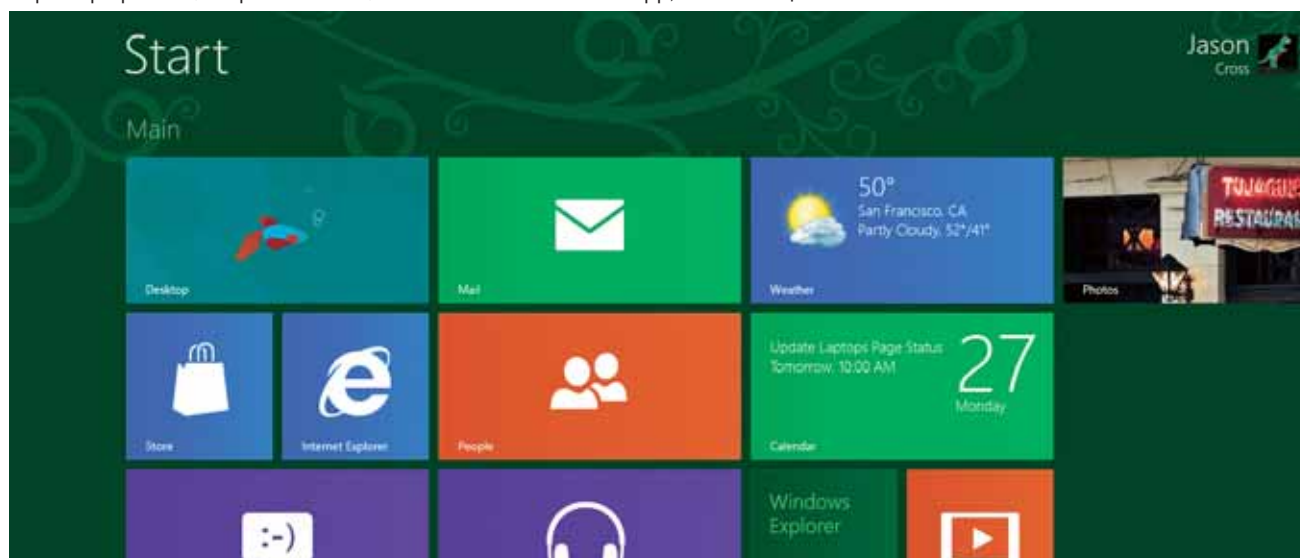 Start
Jason
Cross
Main
Desktop
Mail
50°
San Francisco, CA
Partly Cloudy, 52°/41°
Weather
Photos
Store
Internet Explorer
People
Update Laptops Page Status
Tomorrow, 10:00 AM
27
Monday
Calendar
:-)
Windows
Explorer